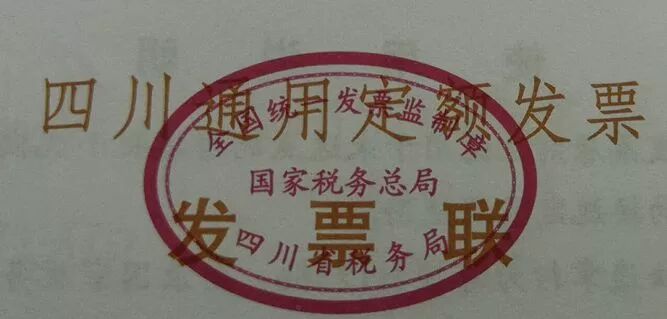 四川通用定额发票
全国统一发票监制章
国家税务总局
发票联
四川省税务局